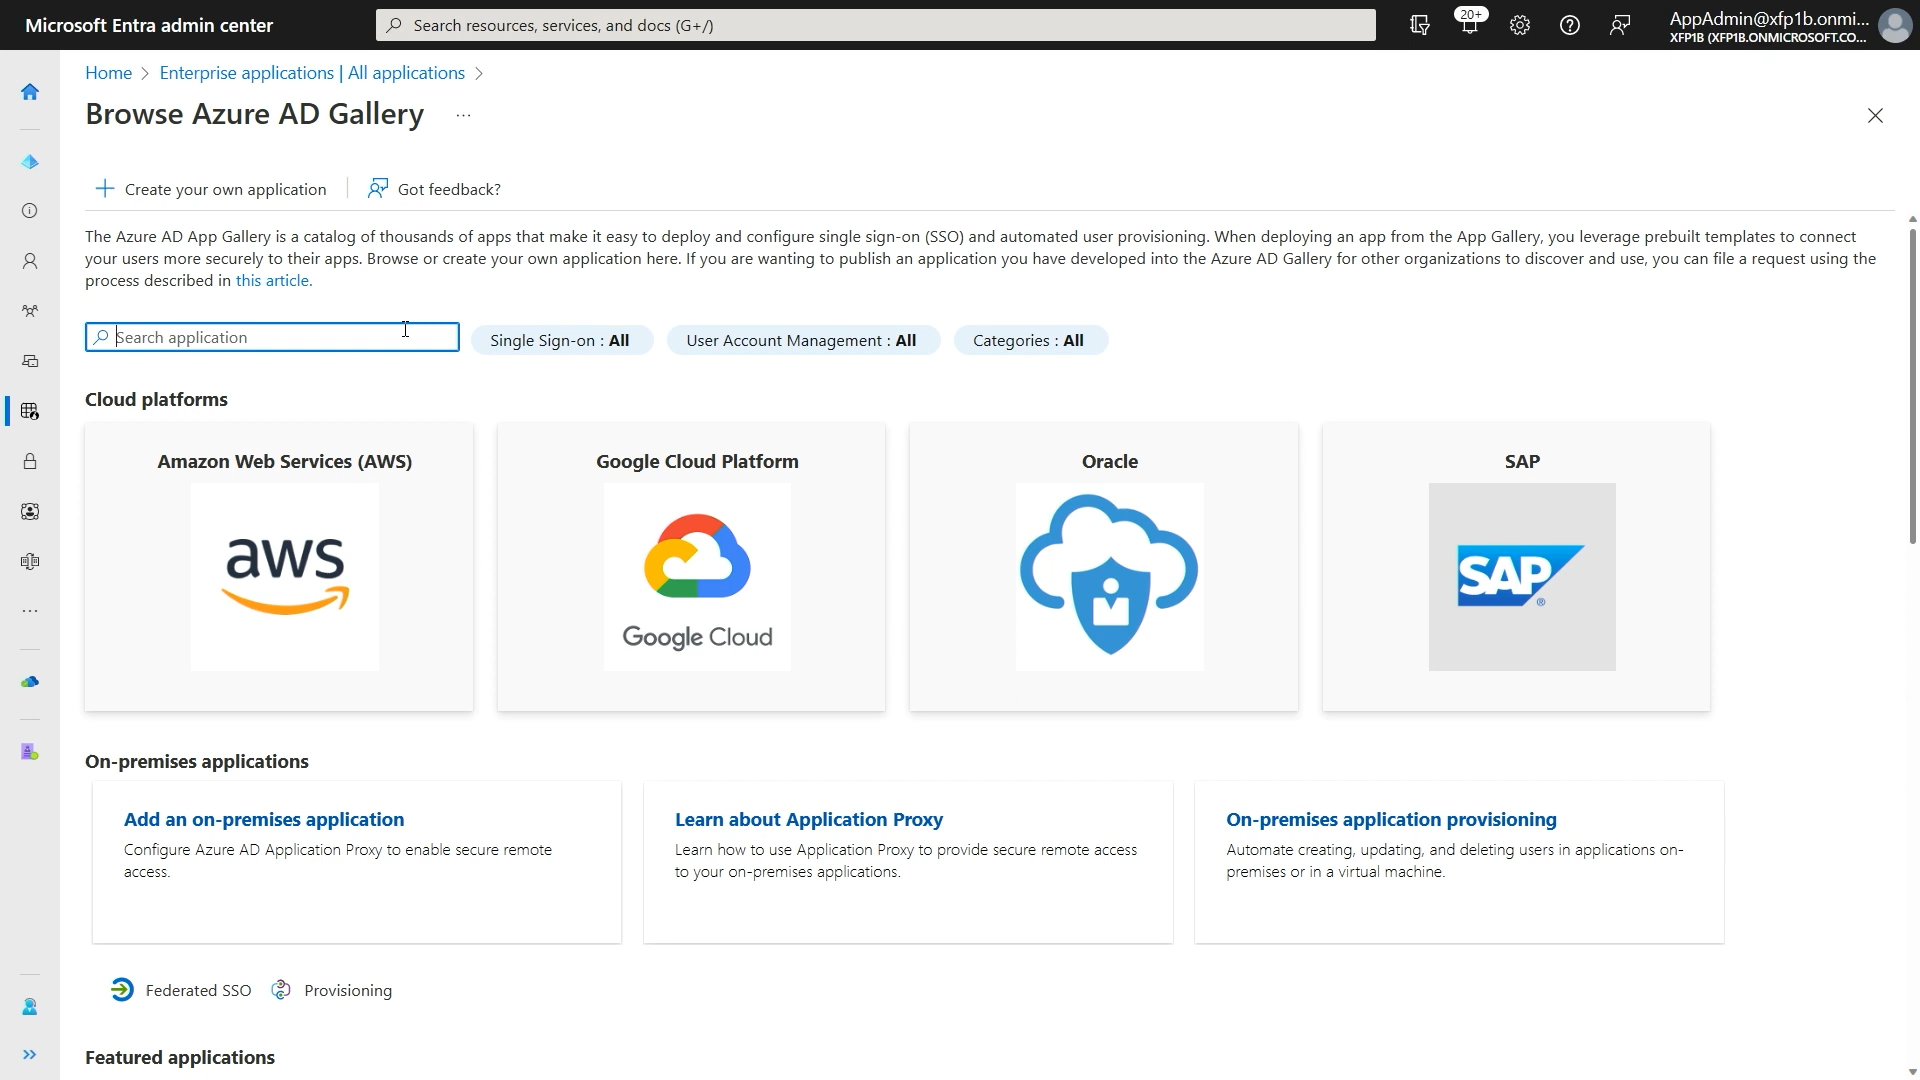 Microsoft Entra admin center
Search resources, services, and docs (G+/)
20+
AppAdmin@xfp1b.onmi...
XFP1B (XFP1B.ONMICROSOFT.CO...
Home > Enterprise applications | All applications >
Browse Azure AD Gallery ...
Create your own application
Got feedback?
The Azure AD App Gallery is a catalog of thousands of apps that make it easy to deploy and configure single sign-on (SSO) and automated user provisioning. When deploying an app from the App Gallery, you leverage prebuilt templates to connect
your users more securely to their apps. Browse or create your own application here. If you are wanting to publish an application you have developed into the Azure AD Gallery for other organizations to discover and use, you can file a request using the
process described in this article.
Search application
Single Sign-on : All
User Account Management : All
Categories : All
Cloud platforms
Amazon Web Services (AWS)
aws
Google Cloud Platform
Google Cloud
Oracle
SAP
SAP ®
On-premises applications
Add an on-premises application
Configure Azure AD Application Proxy to enable secure remote
access.
Learn about Application Proxy
Learn how to use Application Proxy to provide secure remote access
to your on-premises applications.
On-premises application provisioning
Automate creating, updating, and deleting users in applications on-
premises or in a virtual machine.
Federated SSO
Provisioning
Featured applications